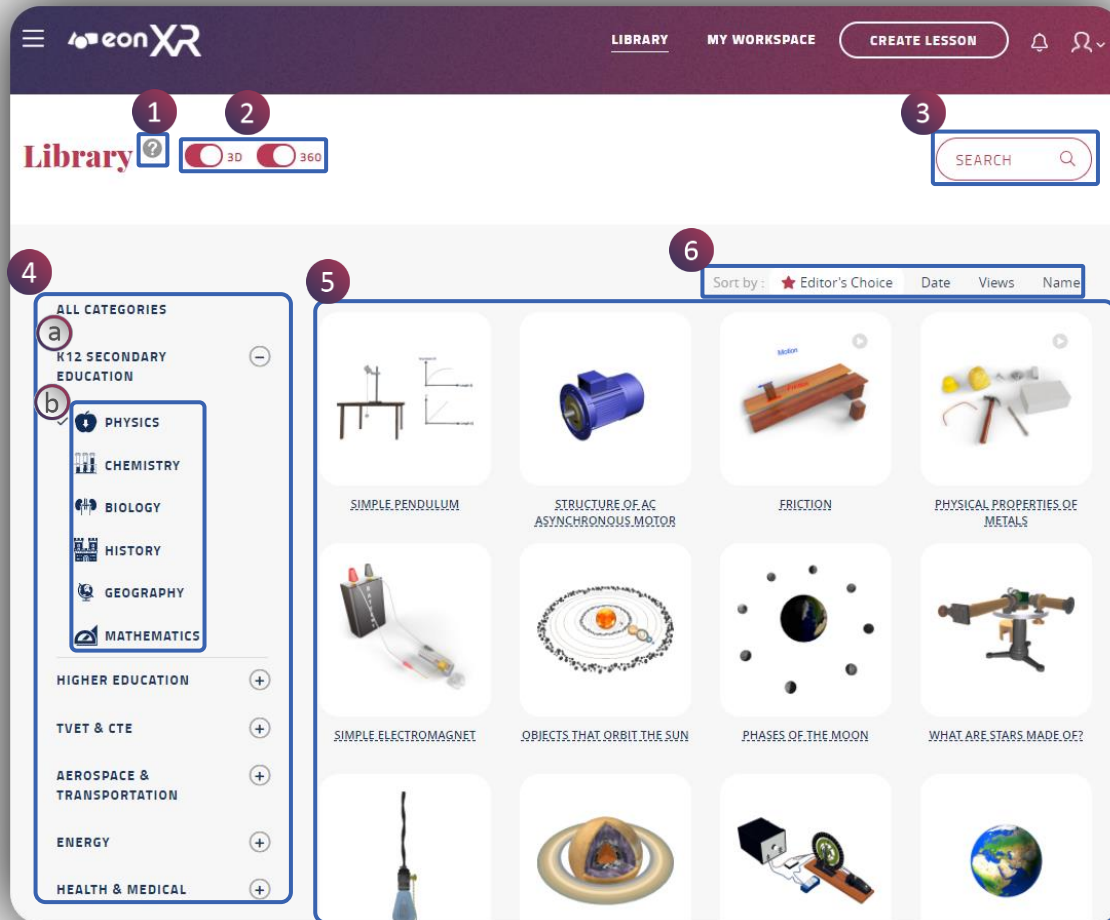 eonXR
LIBRARY
MY WORKSPACE
CREATE LESSON
1
2
3
Library
?
3D
360
SEARCH
4
5
6
Sort by :
Editor's Choice
Date
Views
Name
ALL CATEGORIES
a
K12 SECONDARY
EDUCATION
b
PHYSICS
CHEMISTRY
BIOLOGY
HISTORY
GEOGRAPHY
MATHEMATICS
HIGHER EDUCATION
TVET & CTE
AEROSPACE &
TRANSPORTATION
ENERGY
HEALTH & MEDICAL
Motion
Friction
SIMPLE PENDULUM
STRUCTURE OF AC
ASYNCHRONOUS MOTOR
FRICTION
PHYSICAL PROPERTIES OF
METALS
SIMPLE ELECTROMAGNET
OBJECTS THAT ORBIT THE SUN
PHASES OF THE MOON
WHAT ARE STARS MADE OF?